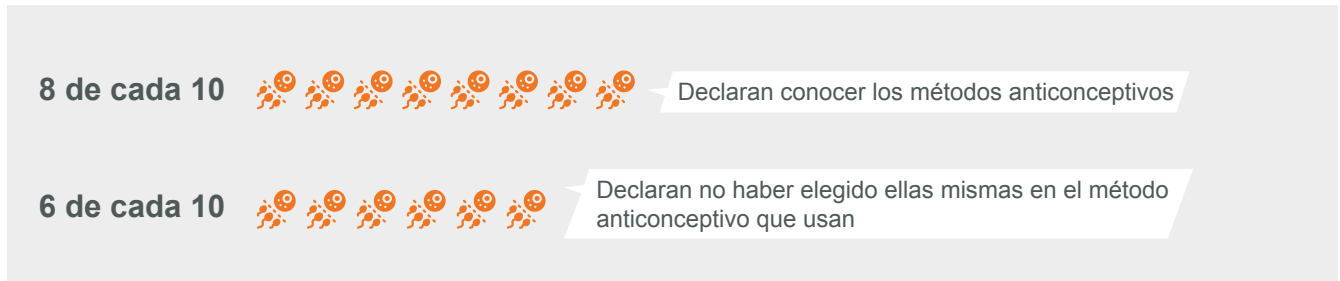 8 de cada 10
Declaran conocer los métodos anticonceptivos
6 de cada 10
Declaran no haber elegido ellas mismas en el método
anticonceptivo que usan